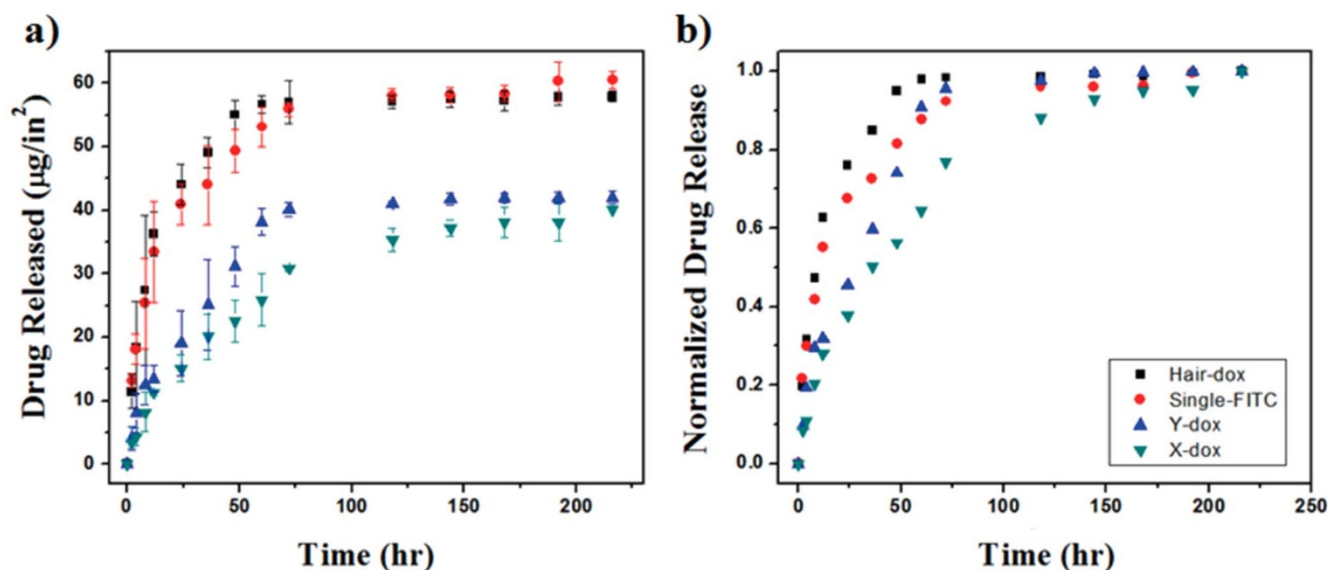 a)
Drug Released (µg/in²)
60
50
40
30
20
10
0
0 50 100 150 200
Time (hr)
b)
Normalized Drug Release
1.0
0.8
0.6
0.4
0.2
0.0
Hair-dox
Single-FITC
Y-dox
X-dox
0 50 100 150 200 250
Time (hr)